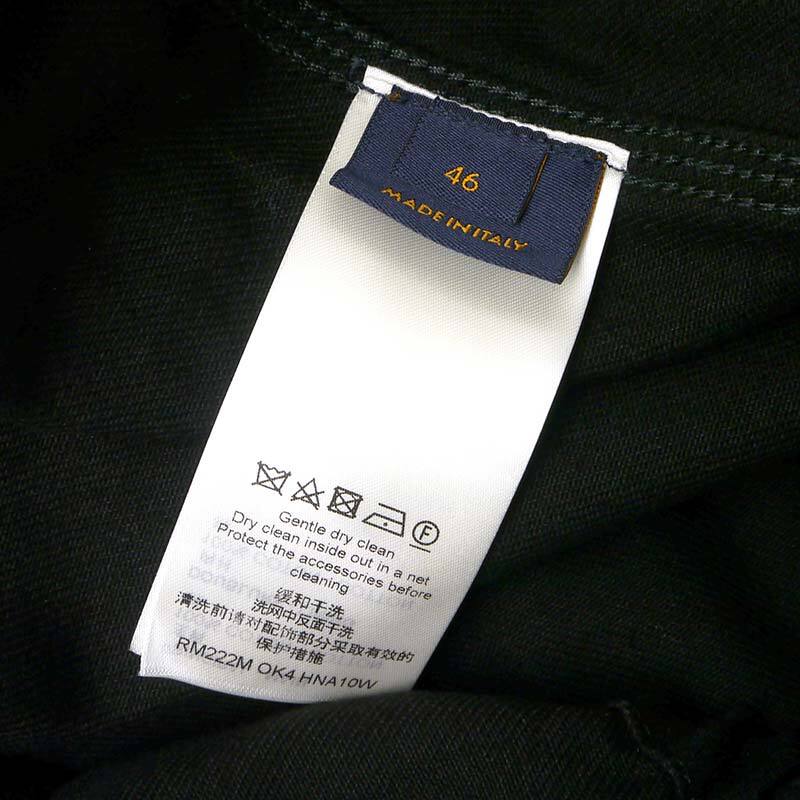 46
MADE IN ITALY
F
Gentle dry clean
Dry clean inside out in a net
Protect the accessories before
cleaning
缓和干洗
洗网中反面干洗
清洗前请对配饰部分采取有效的
保护措施
RM222M OK4 HNA10W